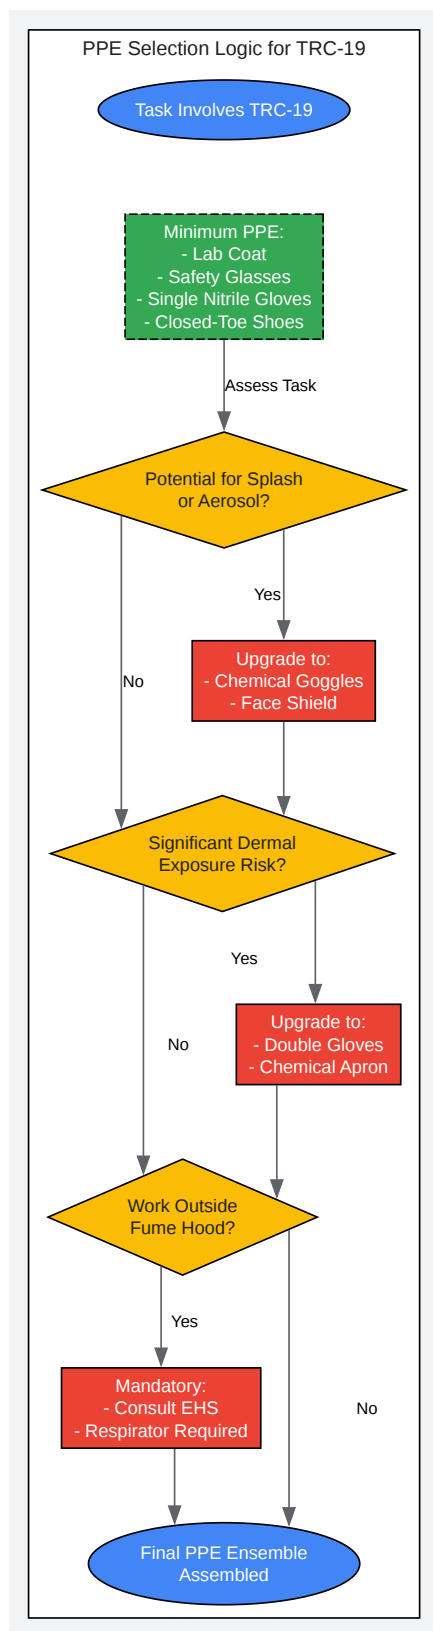 PPE Selection Logic for TRC-19
Task Involves TRC-19
Minimum PPE:
- Lab Coat
- Safety Glasses
- Single Nitrile Gloves
- Closed-Toe Shoes
Assess Task
Potential for Splash
or Aerosol?
Yes
Upgrade to:
- Chemical Goggles
- Face Shield
No
Significant Dermal
Exposure Risk?
Yes
Upgrade to:
- Double Gloves
- Chemical Apron
No
Work Outside
Fume Hood?
Yes
Mandatory:
- Consult EHS
- Respirator Required
No
Final PPE Ensemble
Assembled